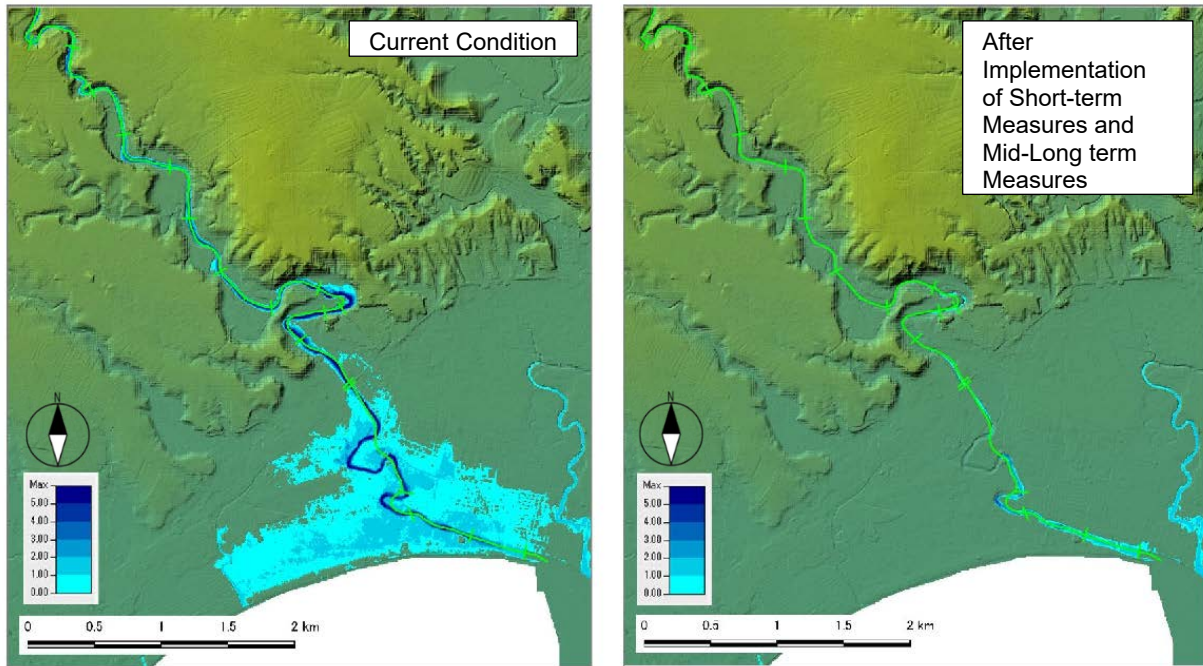 Current Condition
N
Max
5.00
4.00
3.00
2.00
1.00
0.00
0 0.5 1 1.5 2 km
After
Implementation
of Short-term
Measures and
Mid-Long term
Measures
N
Max
5.00
4.00
3.00
2.00
1.00
0.00
0 0.5 1 1.5 2 km